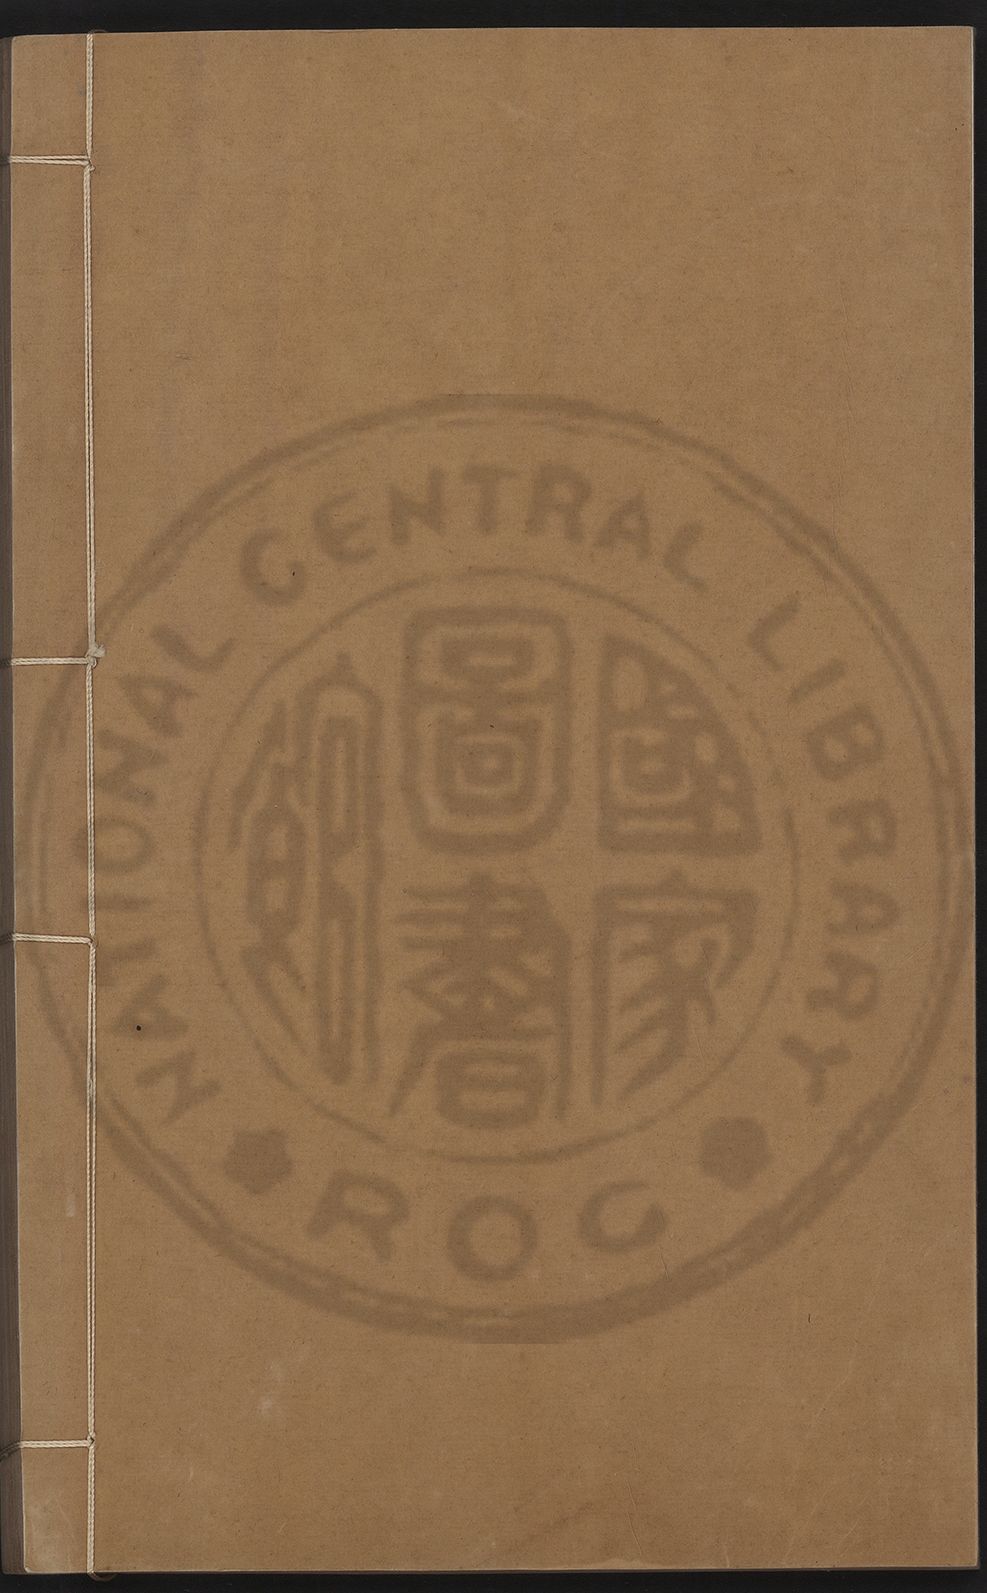 NATIONAL CENTRAL LIBRARY
國家
圖書
館
ROC